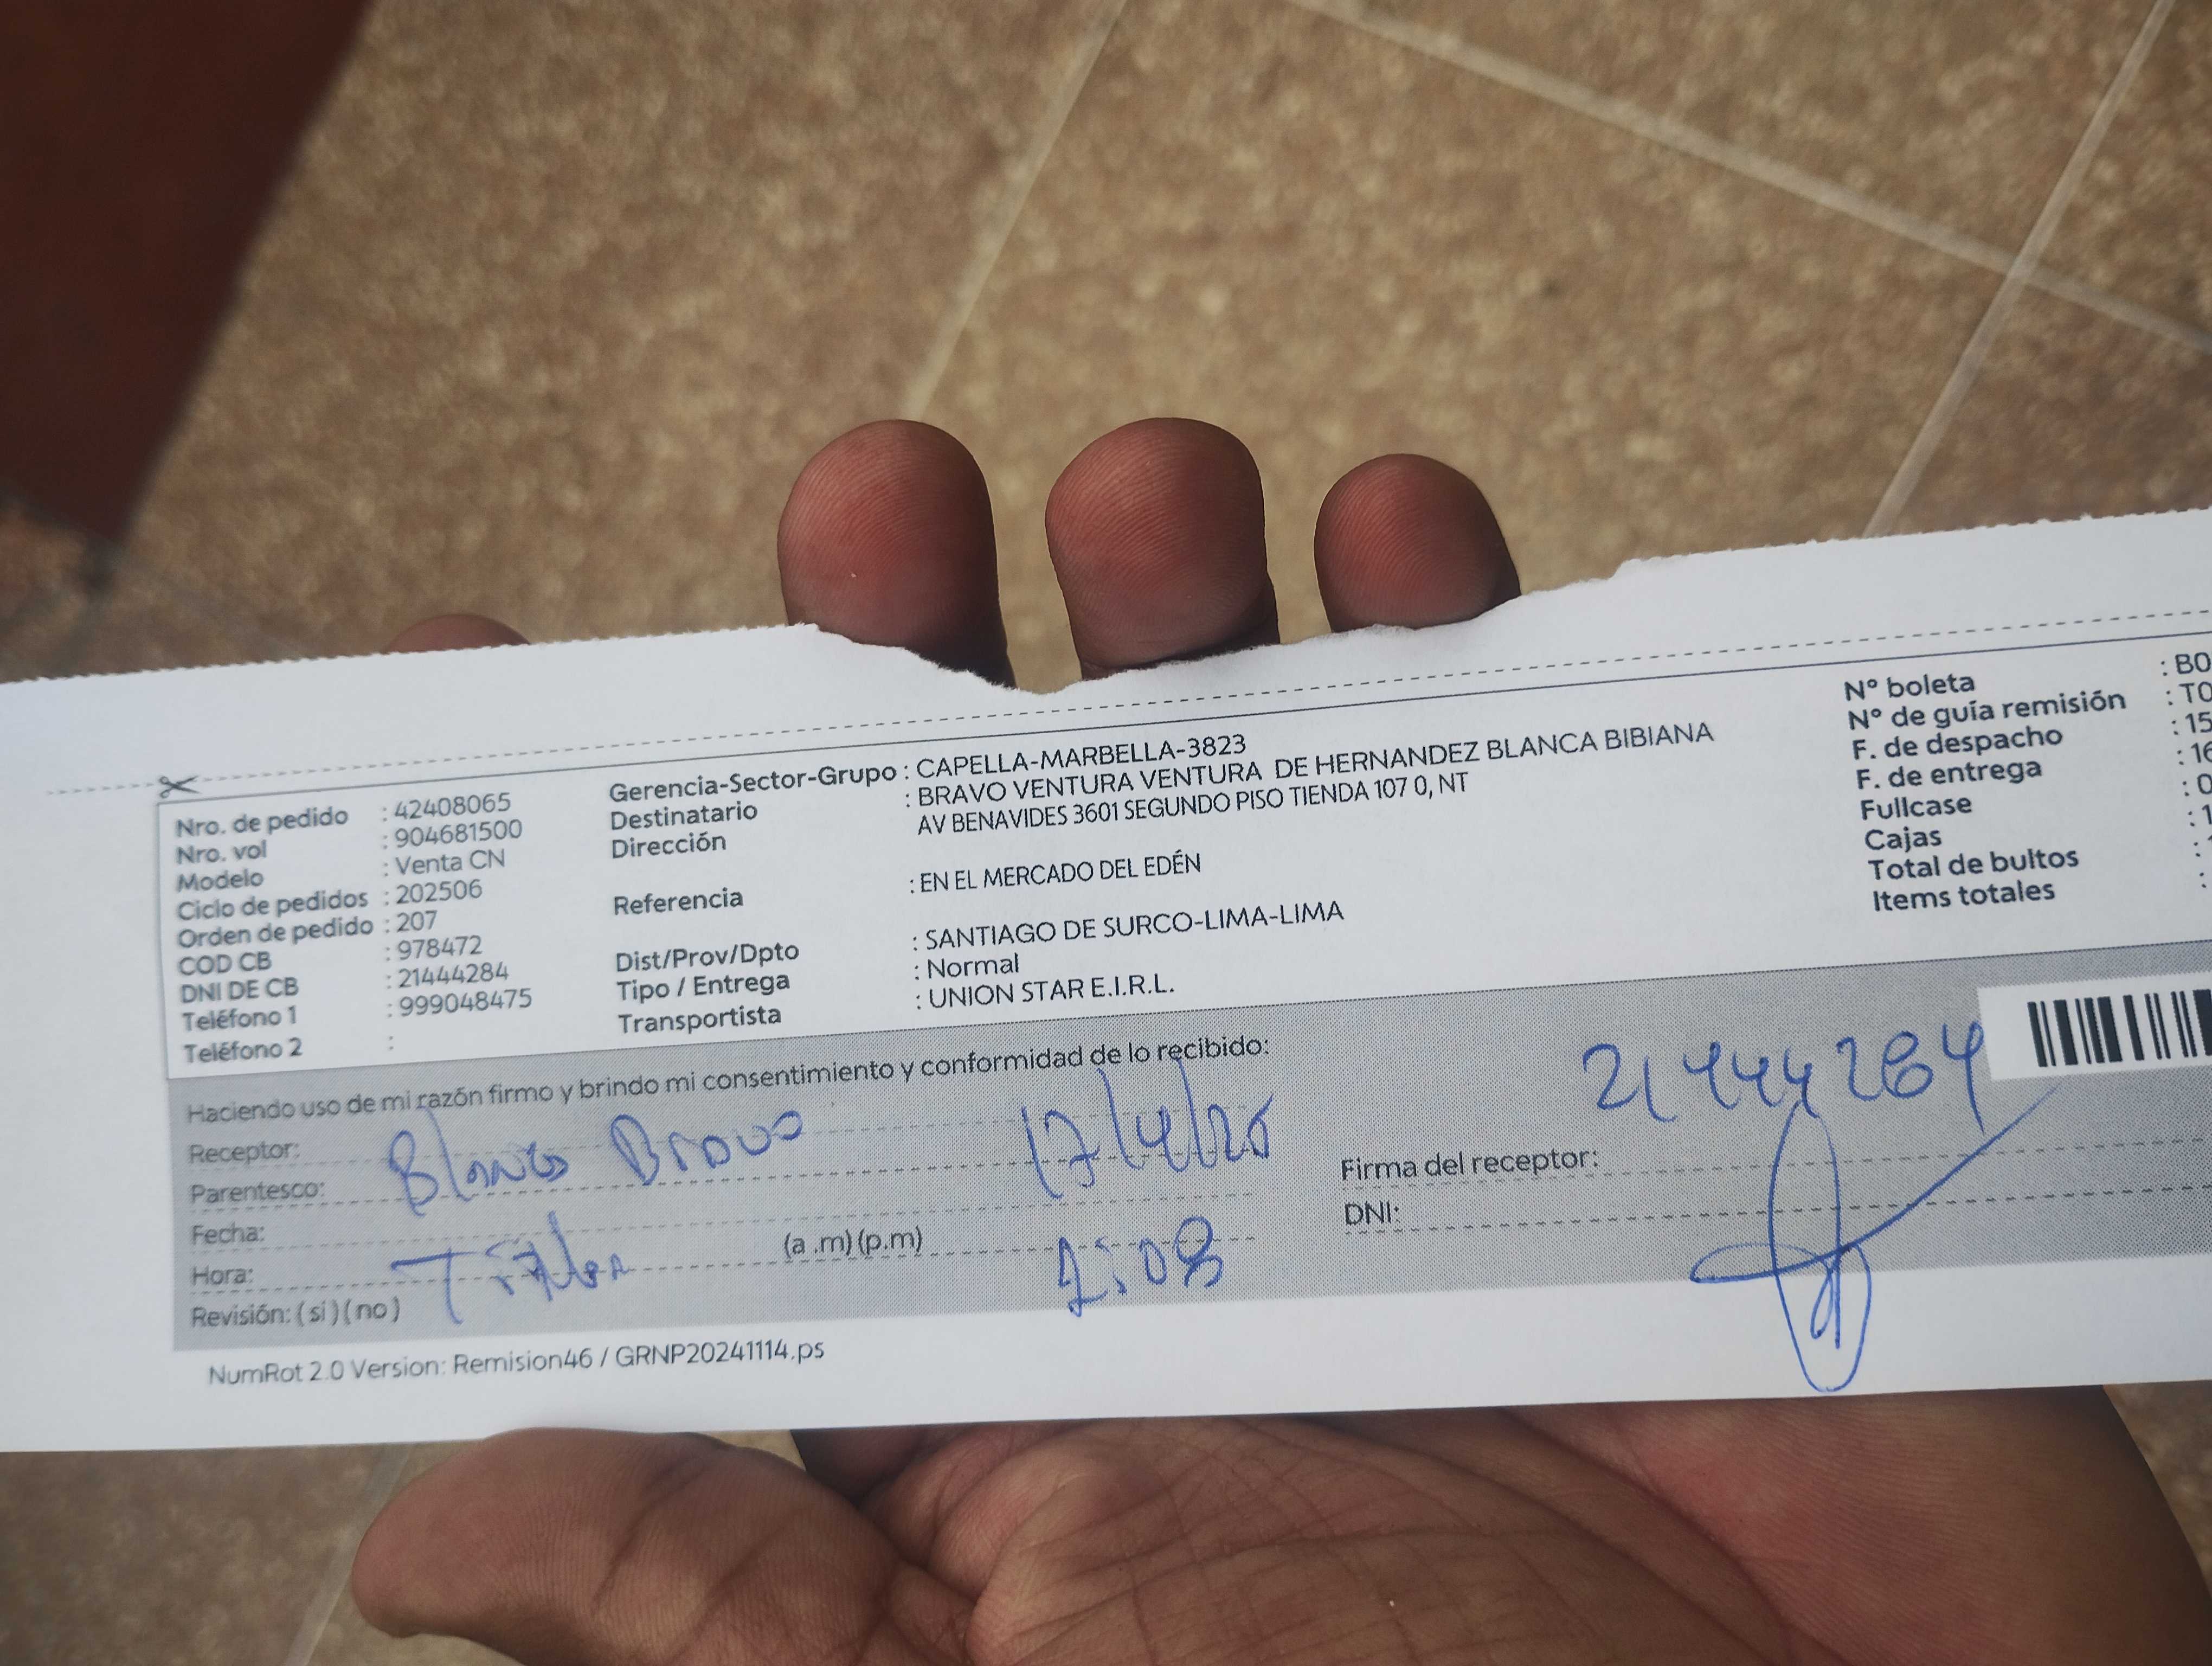 Nro. de pedido : 42408065
Nro. vol : 904681500
Modelo : Venta CN
Ciclo de pedidos : 202506
Orden de pedido : 207
COD CB : 978472
DNI DE CB : 21444284
Teléfono 1 : 999048475
Teléfono 2 :
Gerencia-Sector-Grupo : CAPELLA-MARBELLA-3823
Destinatario : BRAVO VENTURA VENTURA DE HERNANDEZ BLANCA BIBIANA
Dirección AV BENAVIDES 3601 SEGUNDO PISO TIENDA 107 0, NT
Referencia : EN EL MERCADO DEL EDÉN
Dist/Prov/Dpto : SANTIAGO DE SURCO-LIMA-LIMA
Tipo / Entrega : Normal
Transportista : UNION STAR E.I.R.L.
Nº boleta : B0
Nº de guía remisión : T0
F. de despacho : 15
F. de entrega : 16
Fullcase : 0
Cajas : 1
Total de bultos :
Items totales :
Haciendo uso de mi razón firmo y brindo mi consentimiento y conformidad de lo recibido:
Receptor: Blanca Bravo 17/4/25
Parentesco:
Fecha:
Hora: (a .m) (p.m) 1:08
Revisión: ( si ) ( no )
21444284
Firma del receptor:
DNI:
NumRot 2.0 Version: Remision46 / GRNP20241114.ps